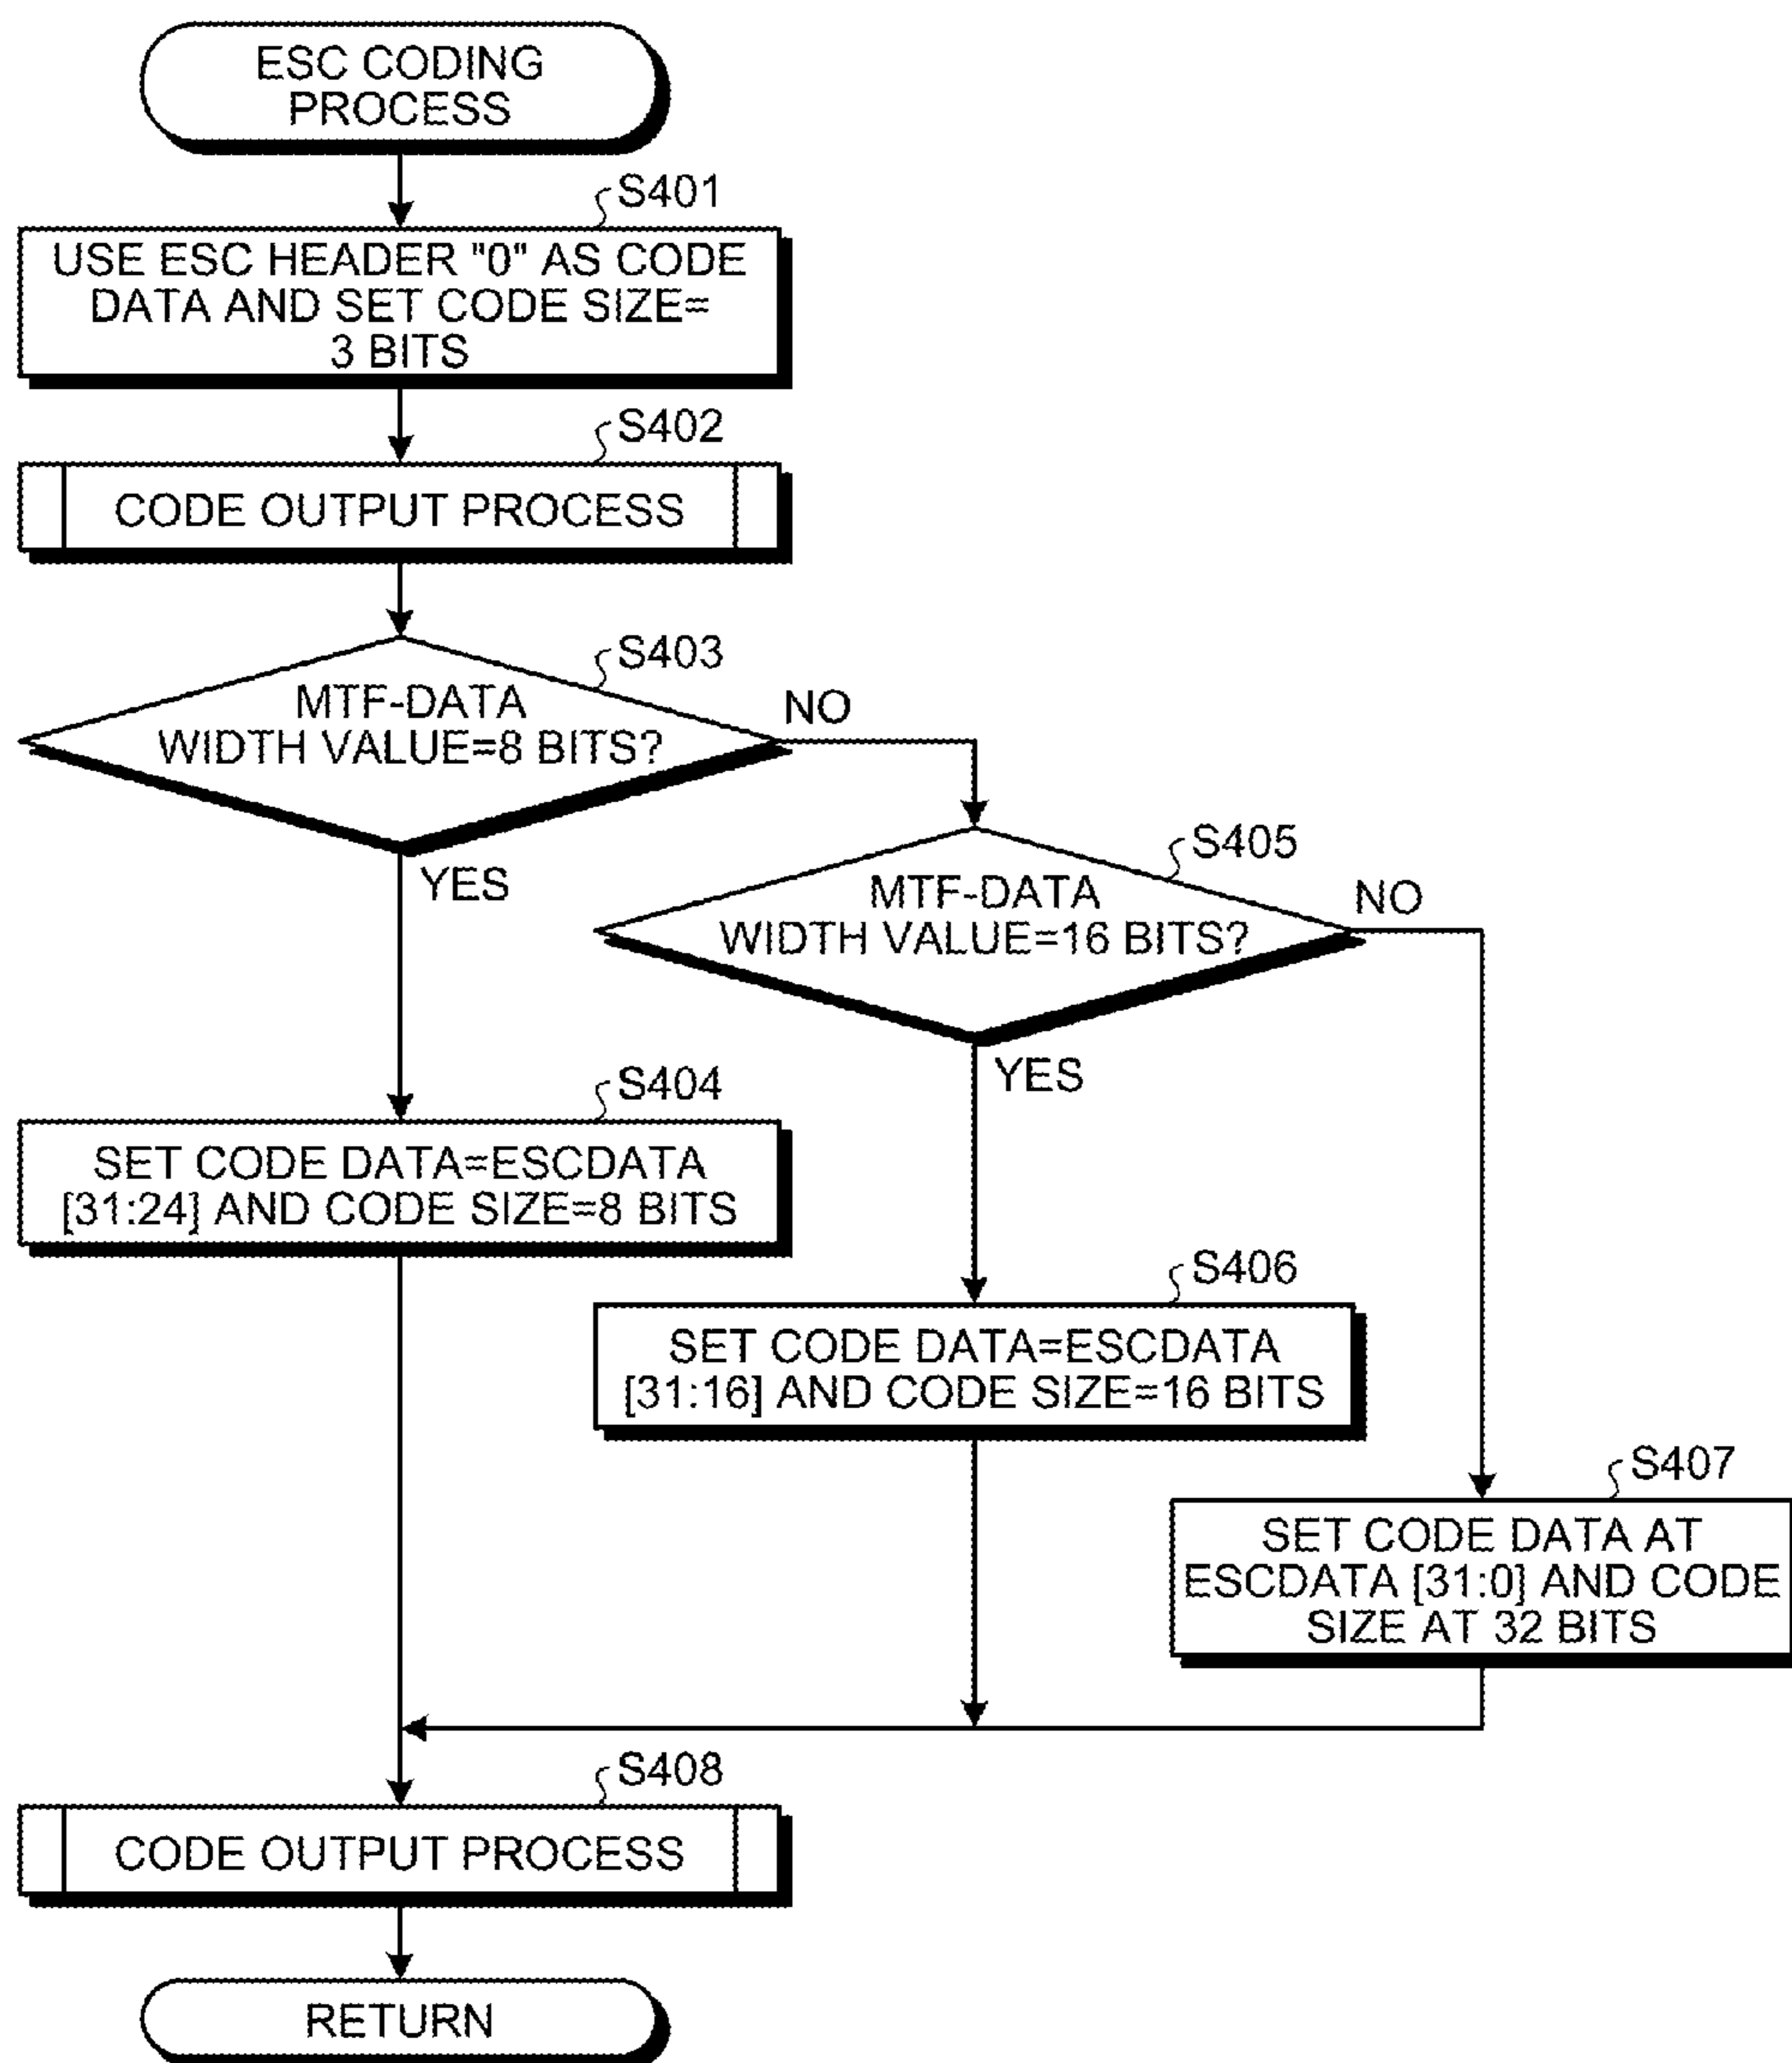 ESC CODING
PROCESS
S401
USE ESC HEADER "0" AS CODE
DATA AND SET CODE SIZE=
3 BITS
S402
CODE OUTPUT PROCESS
S403
MTF-DATA
WIDTH VALUE=8 BITS?
NO
YES
S405
MTF-DATA
WIDTH VALUE=16 BITS?
NO
YES
S404
SET CODE DATA=ESCDATA
[31:24] AND CODE SIZE=8 BITS
S406
SET CODE DATA=ESCDATA
[31:16] AND CODE SIZE=16 BITS
S407
SET CODE DATA AT
ESCDATA [31:0] AND CODE
SIZE AT 32 BITS
S408
CODE OUTPUT PROCESS
RETURN